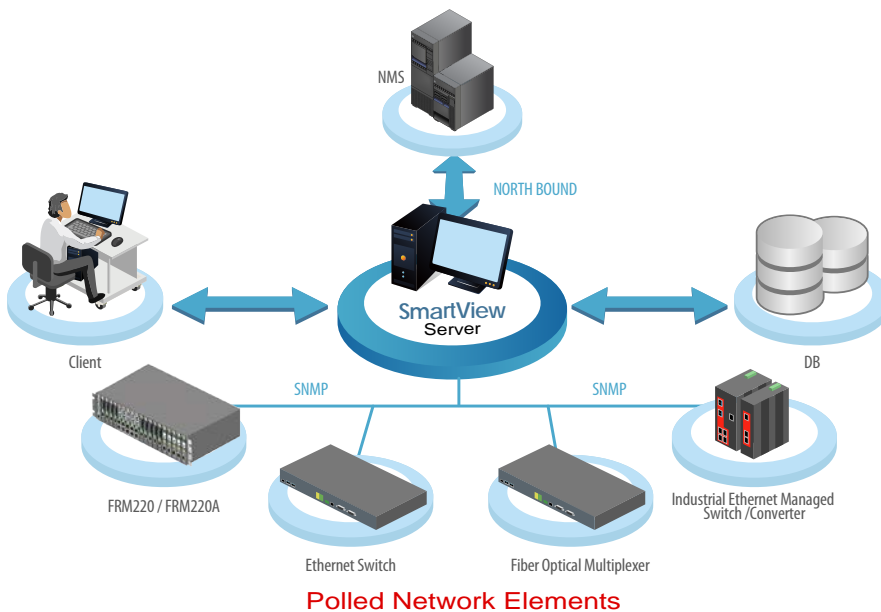 NMS
NORTH BOUND
SmartView
Server
Client
DB
SNMP
SNMP
FRM220 / FRM220A
Industrial Ethernet Managed
Switch /Converter
Ethernet Switch
Fiber Optical Multiplexer
Polled Network Elements